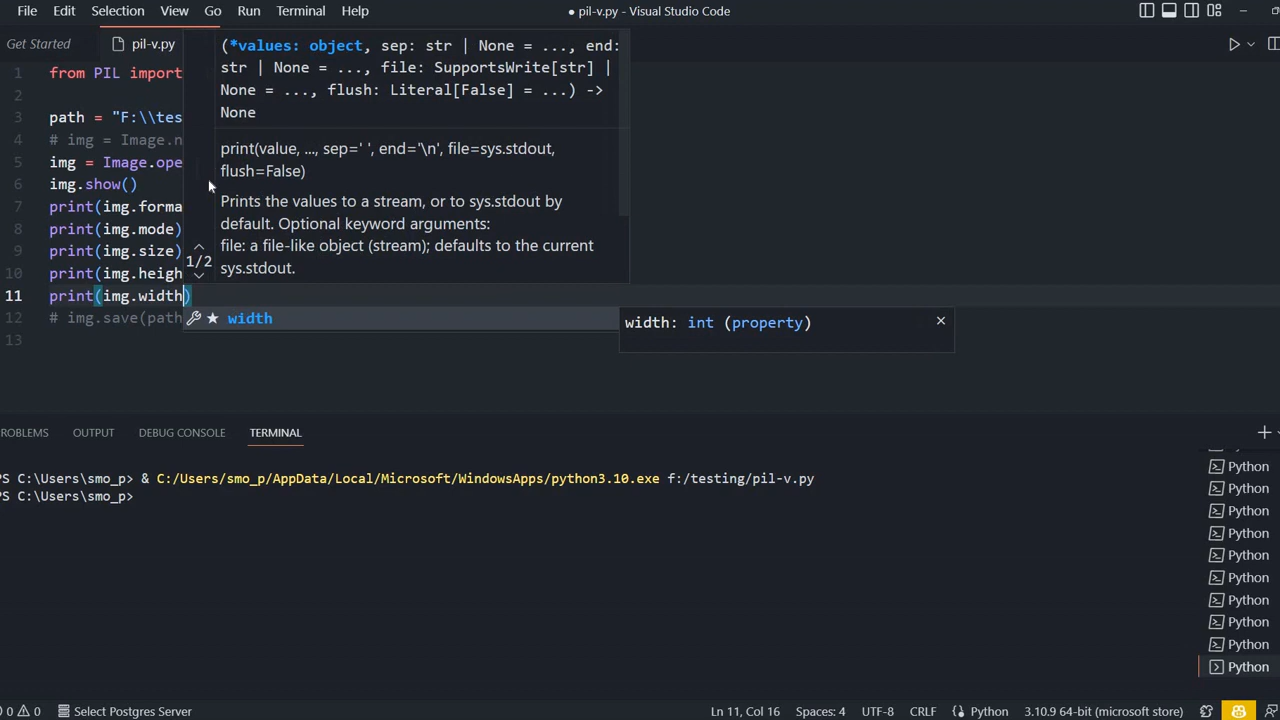 File Edit Selection View Go Run Terminal Help ● pil-v.py - Visual Studio Code
Get Started pil-v.py
1 from PIL import
2
3 path = "F:\\tes
4 # img = Image.n
5 img = Image.ope
6 img.show()
7 print(img.forma
8 print(img.mode)
9 print(img.size)
10 print(img.heigh
11 print(img.width)
12 # img.save(path
13
(*values: object, sep: str | None = ..., end:
str | None = ..., file: SupportsWrite[str] |
None = ..., flush: Literal[False] = ...) ->
None
print(value, ..., sep=' ', end='\n', file=sys.stdout,
flush=False)
Prints the values to a stream, or to sys.stdout by
default. Optional keyword arguments:
file: a file-like object (stream); defaults to the current
sys.stdout.
1/2
width
width: int (property)
ROBLEMS OUTPUT DEBUG CONSOLE TERMINAL
PS C:\Users\smo_p> & C:/Users/smo_p/AppData/Local/Microsoft/WindowsApps/python3.10.exe f:/testing/pil-v.py
PS C:\Users\smo_p>
Python
Python
Python
Python
Python
Python
Python
Python
Python
Python
0 0 Select Postgres Server Ln 11, Col 16 Spaces: 4 UTF-8 CRLF Python 3.10.9 64-bit (microsoft store)